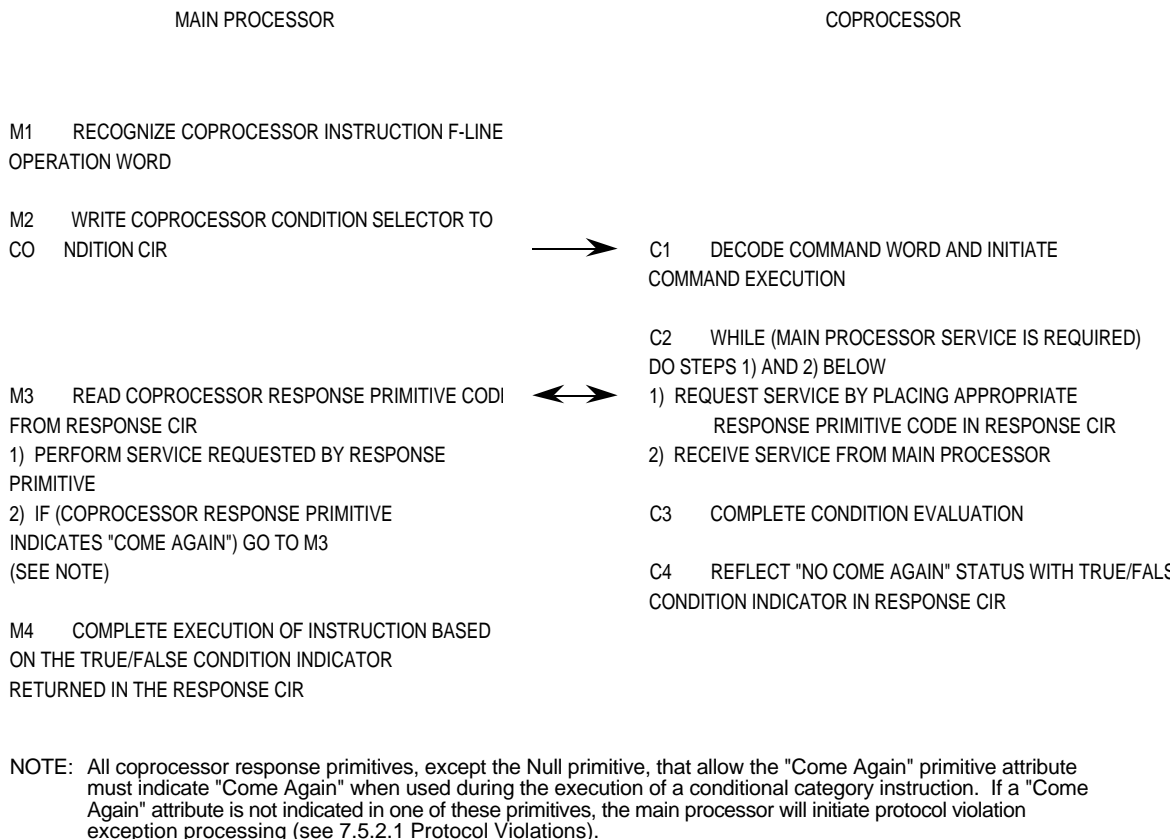 MAIN PROCESSOR
COPROCESSOR
M1 RECOGNIZE COPROCESSOR INSTRUCTION F-LINE
OPERATION WORD
M2 WRITE COPROCESSOR CONDITION SELECTOR TO
CO NDITION CIR
C1 DECODE COMMAND WORD AND INITIATE
COMMAND EXECUTION
C2 WHILE (MAIN PROCESSOR SERVICE IS REQUIRED)
DO STEPS 1) AND 2) BELOW
1) REQUEST SERVICE BY PLACING APPROPRIATE
RESPONSE PRIMITIVE CODE IN RESPONSE CIR
2) RECEIVE SERVICE FROM MAIN PROCESSOR
M3 READ COPROCESSOR RESPONSE PRIMITIVE COD
FROM RESPONSE CIR
1) PERFORM SERVICE REQUESTED BY RESPONSE
PRIMITIVE
2) IF (COPROCESSOR RESPONSE PRIMITIVE
INDICATES "COME AGAIN") GO TO M3
(SEE NOTE)
C3 COMPLETE CONDITION EVALUATION
C4 REFLECT "NO COME AGAIN" STATUS WITH TRUE/FALS
CONDITION INDICATOR IN RESPONSE CIR
M4 COMPLETE EXECUTION OF INSTRUCTION BASED
ON THE TRUE/FALSE CONDITION INDICATOR
RETURNED IN THE RESPONSE CIR
NOTE: All coprocessor response primitives, except the Null primitive, that allow the "Come Again" primitive attribute
must indicate "Come Again" when used during the execution of a conditional category instruction. If a "Come
Again" attribute is not indicated in one of these primitives, the main processor will initiate protocol violation
exception processing (see 7.5.2.1 Protocol Violations).